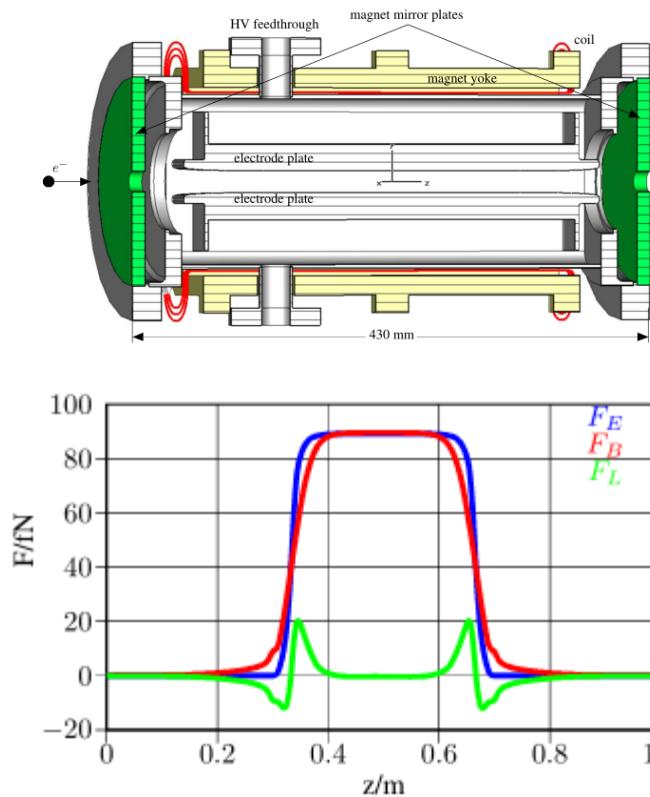 magnet mirror plates
HV feedthrough
coil
magnet yoke
electrode plate
e⁻
x
z
electrode plate
430 mm
100
80
60
40
20
0
−20
F/fN
F_E
F_B
F_L
0
0.2
0.4
0.6
0.8
1
z/m